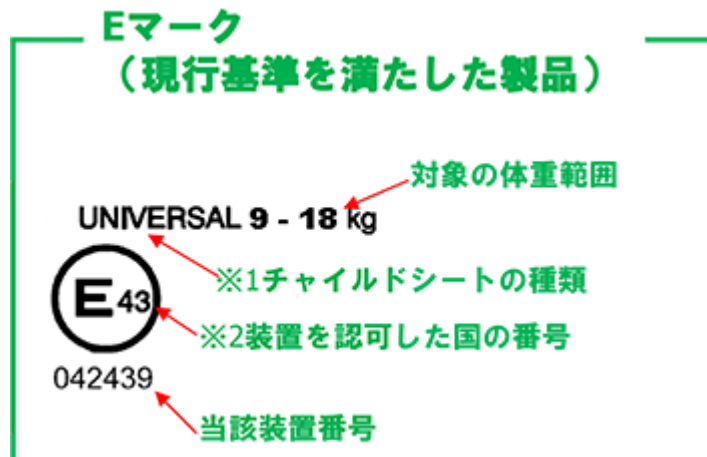 Eマーク
（現行基準を満たした製品）
対象の体重範囲
UNIVERSAL 9 - 18 kg
※1チャイルドシートの種類
E 43
※2装置を認可した国の番号
042439
当該装置番号